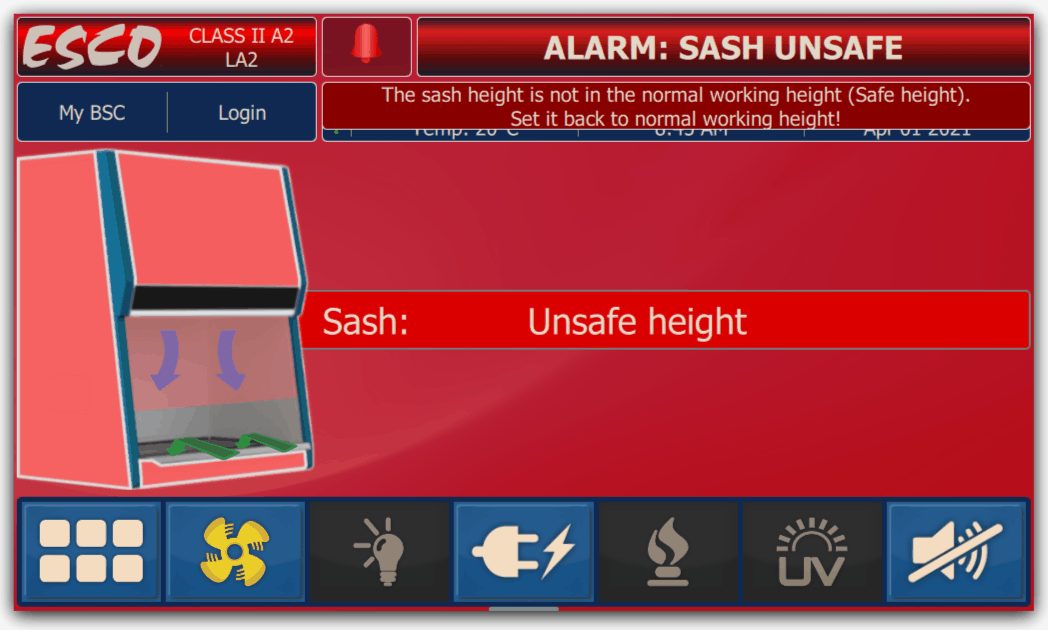 ESCO
CLASS II A2
LA2
ALARM: SASH UNSAFE
My BSC
Login
The sash height is not in the normal working height (Safe height).
Set it back to normal working height!
Temp: 20°C
8:45 AM
Apr 01 2021
Sash:
Unsafe height
UV